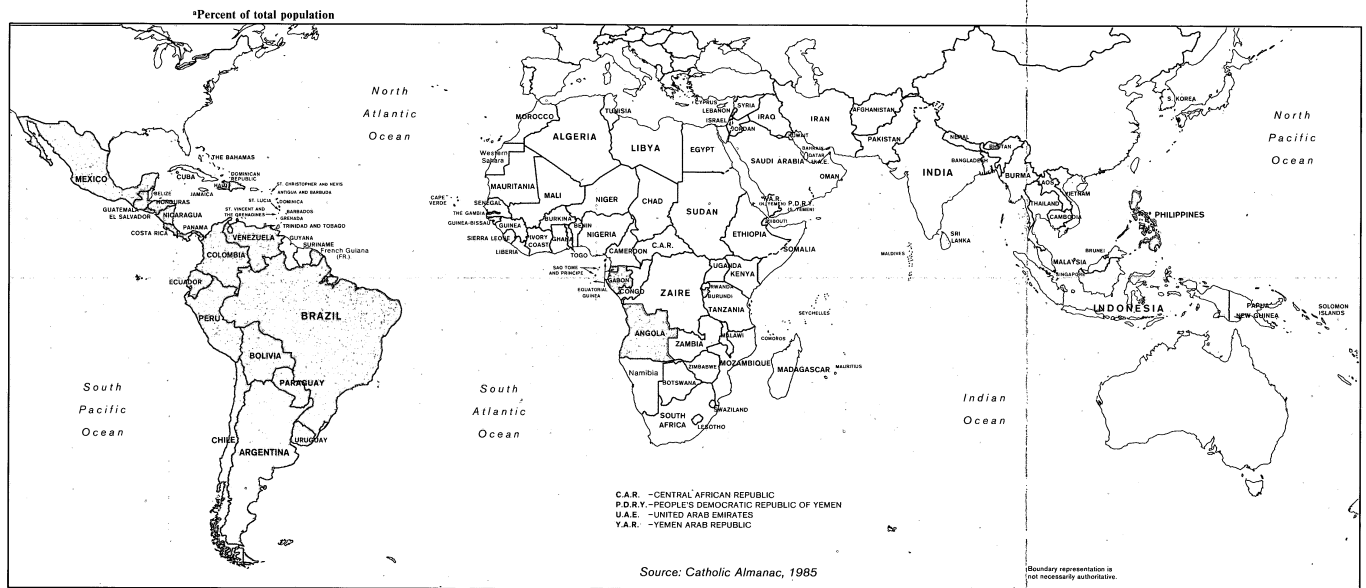 ᵃPercent of total population
North
Atlantic
Ocean
North
Pacific
Ocean
South
Pacific
Ocean
South
Atlantic
Ocean
Indian
Ocean
MEXICO
THE BAHAMAS
CUBA
DOMINICAN
REPUBLIC
HAITI
JAMAICA
BELIZE
HONDURAS
GUATEMALA
EL SALVADOR
NICARAGUA
COSTA RICA
PANAMA
ST. CHRISTOPHER AND NEVIS
ANTIGUA AND BARBUDA
ST. LUCIA
DOMINICA
ST. VINCENT AND
THE GRENADINES
BARBADOS
GRENADA
TRINIDAD AND TOBAGO
VENEZUELA
GUYANA
SURINAME
French Guiana
(FR.)
COLOMBIA
ECUADOR
PERU
BRAZIL
BOLIVIA
PARAGUAY
CHILE
ARGENTINA
URUGUAY
CAPE
VERDE
MOROCCO
TUNISIA
ALGERIA
LIBYA
EGYPT
Western
Sahara
MAURITANIA
MALI
NIGER
CHAD
SUDAN
SENEGAL
THE GAMBIA
GUINEA-BISSAU
GUINEA
SIERRA LEONE
LIBERIA
IVORY
COAST
BURKINA
GHANA
TOGO
BENIN
NIGERIA
CAMEROON
C.A.R.
SAO TOME
AND PRINCIPE
EQUATORIAL
GUINEA
GABON
CONGO
ZAIRE
UGANDA
KENYA
RWANDA
BURUNDI
TANZANIA
ETHIOPIA
DJIBOUTI
SOMALIA
ANGOLA
ZAMBIA
MALAWI
MOZAMBIQUE
ZIMBABWE
Namibia
BOTSWANA
SOUTH
AFRICA
SWAZILAND
LESOTHO
MADAGASCAR
COMOROS
SEYCHELLES
MAURITIUS
CYPRUS
LEBANON
ISRAEL
SYRIA
JORDAN
IRAQ
IRAN
KUWAIT
BAHRAIN
QATAR
U.A.E.
SAUDI ARABIA
OMAN
Y.A.R.
(N. YEMEN)
P.D.R.Y.
(S. YEMEN)
AFGHANISTAN
PAKISTAN
INDIA
NEPAL
BHUTAN
BANGLADESH
BURMA
SRI
LANKA
MALDIVES
LAOS
THAILAND
VIETNAM
CAMBODIA
S. KOREA
PHILIPPINES
BRUNEI
MALAYSIA
SINGAPORE
INDONESIA
PAPUA
NEW GUINEA
SOLOMON
ISLANDS
C.A.R. –CENTRAL AFRICAN REPUBLIC
P.D.R.Y.–PEOPLE'S DEMOCRATIC REPUBLIC OF YEMEN
U.A.E. –UNITED ARAB EMIRATES
Y.A.R. –YEMEN ARAB REPUBLIC
Source: Catholic Almanac, 1985
Boundary representation is
not necessarily authoritative.